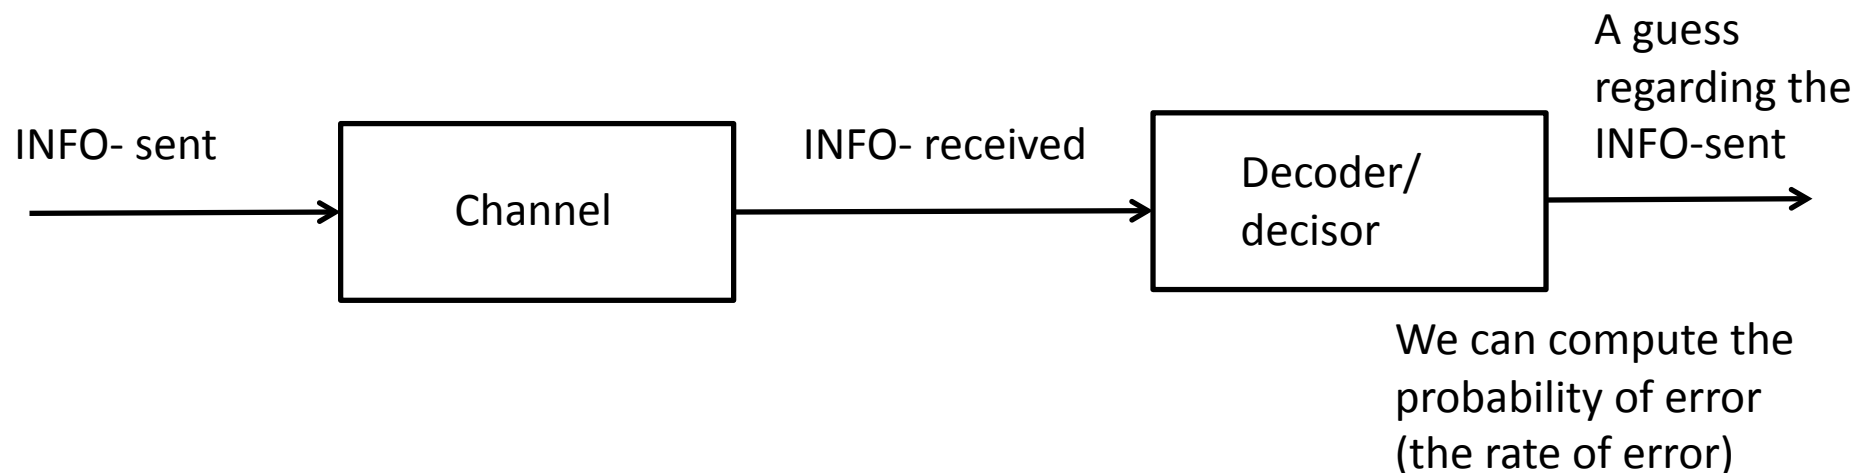 INFO- sent
Channel
INFO- received
Decoder/
decisor
A guess
regarding the
INFO-sent
We can compute the
probability of error
(the rate of error)